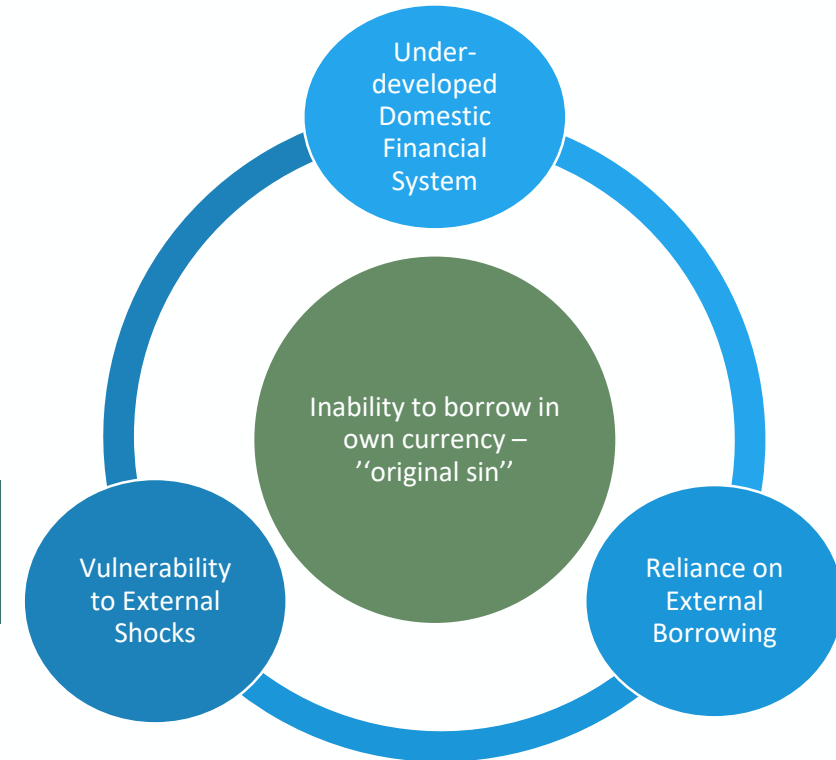 Under-
developed
Domestic
Financial
System
Inability to borrow in
own currency –
’‘original sin’’
Vulnerability
to External
Shocks
Reliance on
External
Borrowing